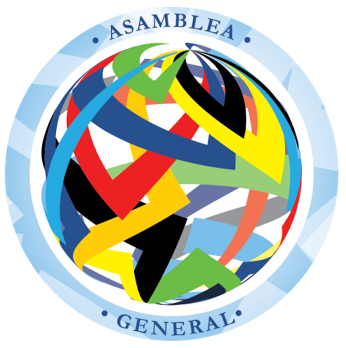 • ASAMBLEA •
• GENERAL •